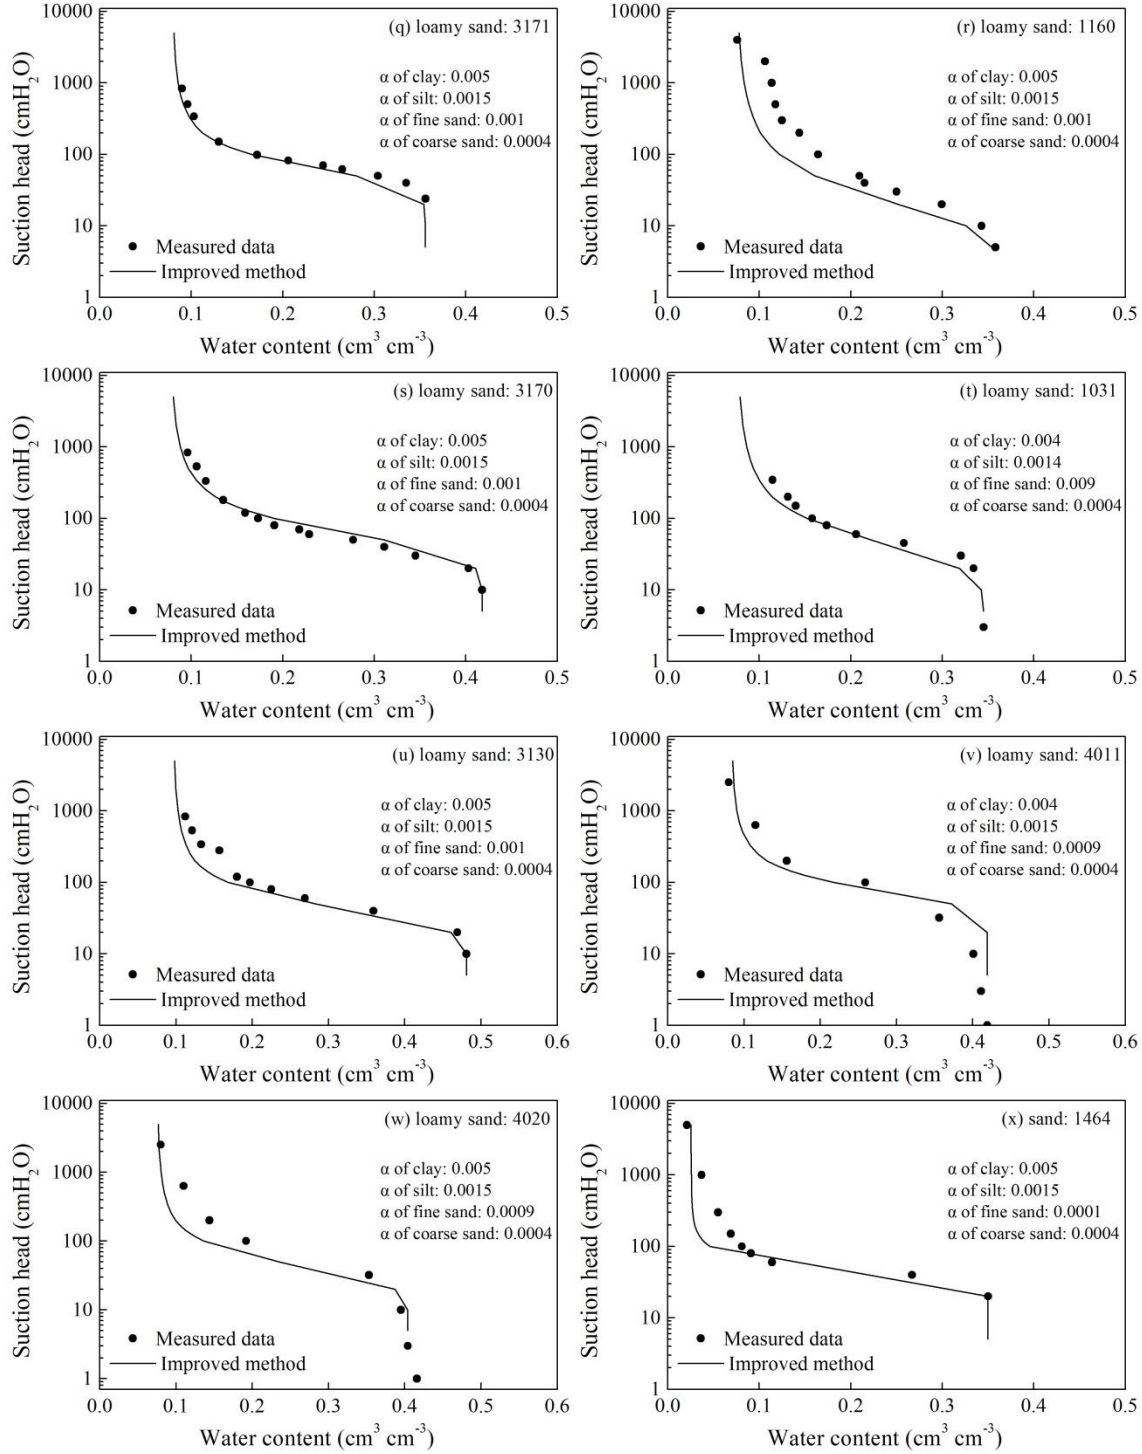 10000
1000
100
10
1
Suction head (cmH₂O)
(q) loamy sand: 3171
α of clay: 0.005
α of silt: 0.0015
α of fine sand: 0.001
α of coarse sand: 0.0004
Measured data
Improved method
0.0 0.1 0.2 0.3 0.4 0.5
Water content (cm³ cm⁻³)
10000
1000
100
10
1
Suction head (cmH₂O)
(r) loamy sand: 1160
α of clay: 0.005
α of silt: 0.0015
α of fine sand: 0.001
α of coarse sand: 0.0004
Measured data
Improved method
0.0 0.1 0.2 0.3 0.4 0.5
Water content (cm³ cm⁻³)
10000
1000
100
10
1
Suction head (cmH₂O)
(s) loamy sand: 3170
α of clay: 0.005
α of silt: 0.0015
α of fine sand: 0.001
α of coarse sand: 0.0004
Measured data
Improved method
0.0 0.1 0.2 0.3 0.4 0.5
Water content (cm³ cm⁻³)
10000
1000
100
10
1
Suction head (cmH₂O)
(t) loamy sand: 1031
α of clay: 0.004
α of silt: 0.0014
α of fine sand: 0.009
α of coarse sand: 0.0004
Measured data
Improved method
0.0 0.1 0.2 0.3 0.4 0.5
Water content (cm³ cm⁻³)
10000
1000
100
10
1
Suction head (cmH₂O)
(u) loamy sand: 3130
α of clay: 0.005
α of silt: 0.0015
α of fine sand: 0.001
α of coarse sand: 0.0004
Measured data
Improved method
0.0 0.1 0.2 0.3 0.4 0.5 0.6
Water content (cm³ cm⁻³)
10000
1000
100
10
1
Suction head (cmH₂O)
(v) loamy sand: 4011
α of clay: 0.004
α of silt: 0.0015
α of fine sand: 0.0009
α of coarse sand: 0.0004
Measured data
Improved method
0.0 0.1 0.2 0.3 0.4 0.5 0.6
Water content (cm³ cm⁻³)
10000
1000
100
10
1
Suction head (cmH₂O)
(w) loamy sand: 4020
α of clay: 0.005
α of silt: 0.0015
α of fine sand: 0.0009
α of coarse sand: 0.0004
Measured data
Improved method
0.0 0.1 0.2 0.3 0.4 0.5 0.6
Water content (cm³ cm⁻³)
10000
1000
100
10
1
Suction head (cmH₂O)
(x) sand: 1464
α of clay: 0.005
α of silt: 0.0015
α of fine sand: 0.0001
α of coarse sand: 0.0004
Measured data
Improved method
0.0 0.1 0.2 0.3 0.4 0.5
Water content (cm³ cm⁻³)